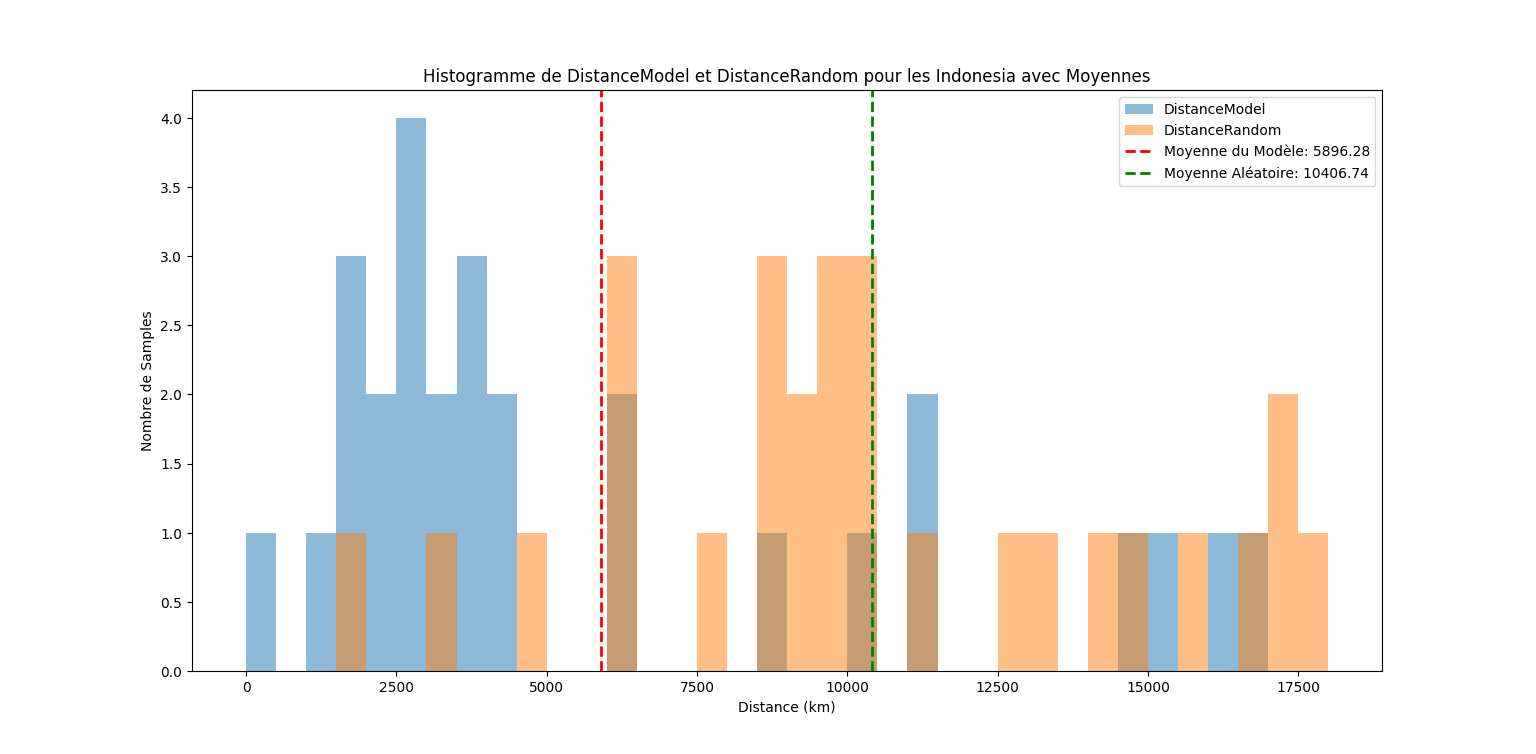 Histogramme de DistanceModel et DistanceRandom pour les Indonesia avec Moyennes
DistanceModel
DistanceRandom
Moyenne du Modèle: 5896.28
Moyenne Aléatoire: 10406.74
Nombre de Samples
4.0
3.5
3.0
2.5
2.0
1.5
1.0
0.5
0.0
0 2500 5000 7500 10000 12500 15000 17500
Distance (km)